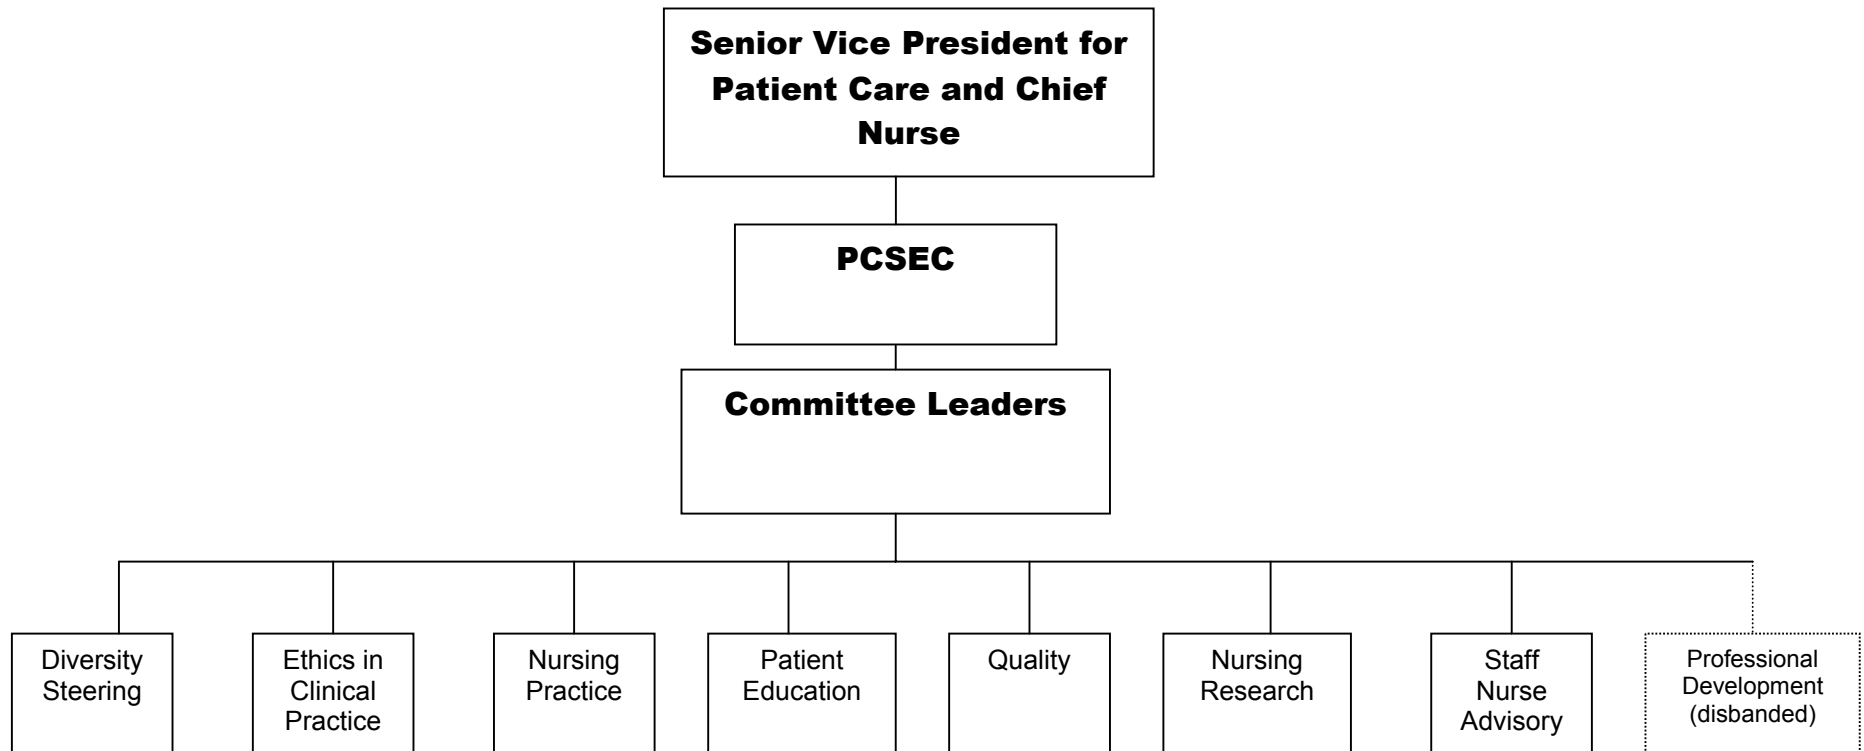 Senior Vice President for
Patient Care and Chief
Nurse
PCSEC
Committee Leaders
Diversity
Steering
Ethics in
Clinical
Practice
Nursing
Practice
Patient
Education
Quality
Nursing
Research
Staff
Nurse
Advisory
Professional
Development
(disbanded)